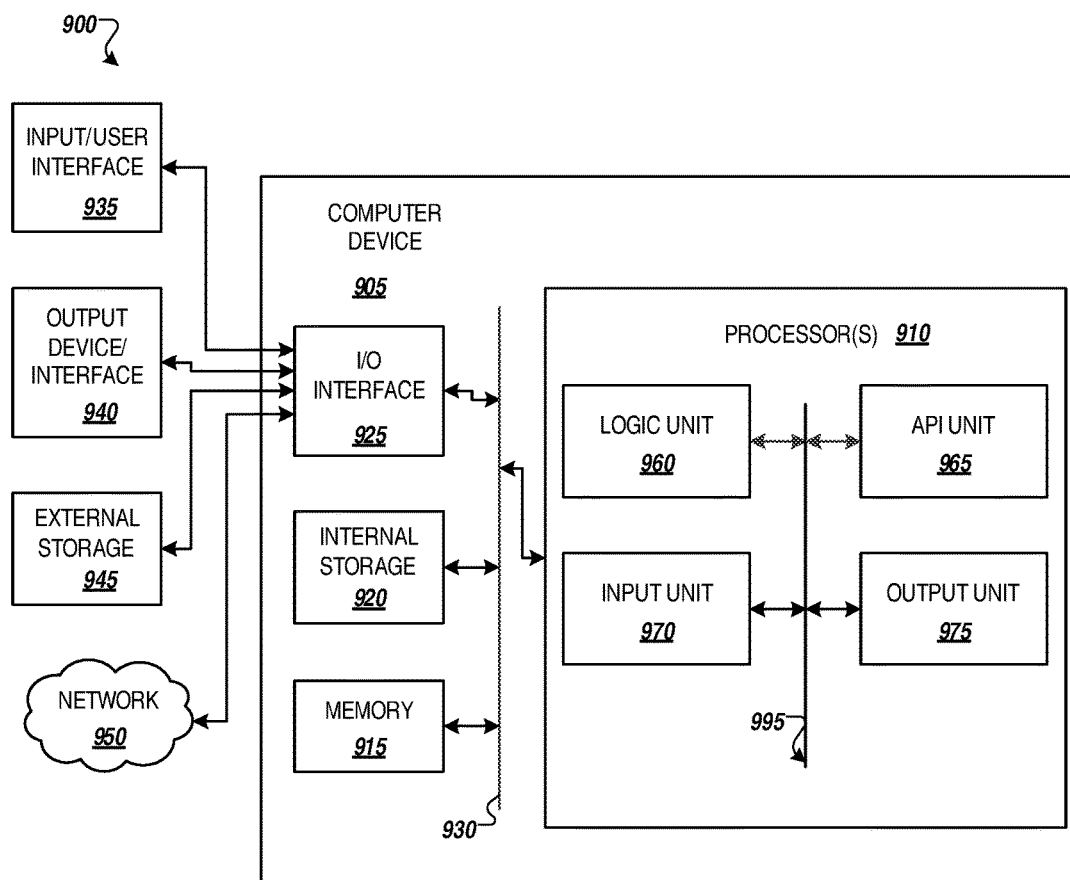 900
INPUT/USER
INTERFACE
935
OUTPUT
DEVICE/
INTERFACE
940
EXTERNAL
STORAGE
945
NETWORK
950
COMPUTER
DEVICE
905
I/O
INTERFACE
925
INTERNAL
STORAGE
920
MEMORY
915
930
PROCESSOR(S) 910
LOGIC UNIT
960
API UNIT
965
INPUT UNIT
970
OUTPUT UNIT
975
995